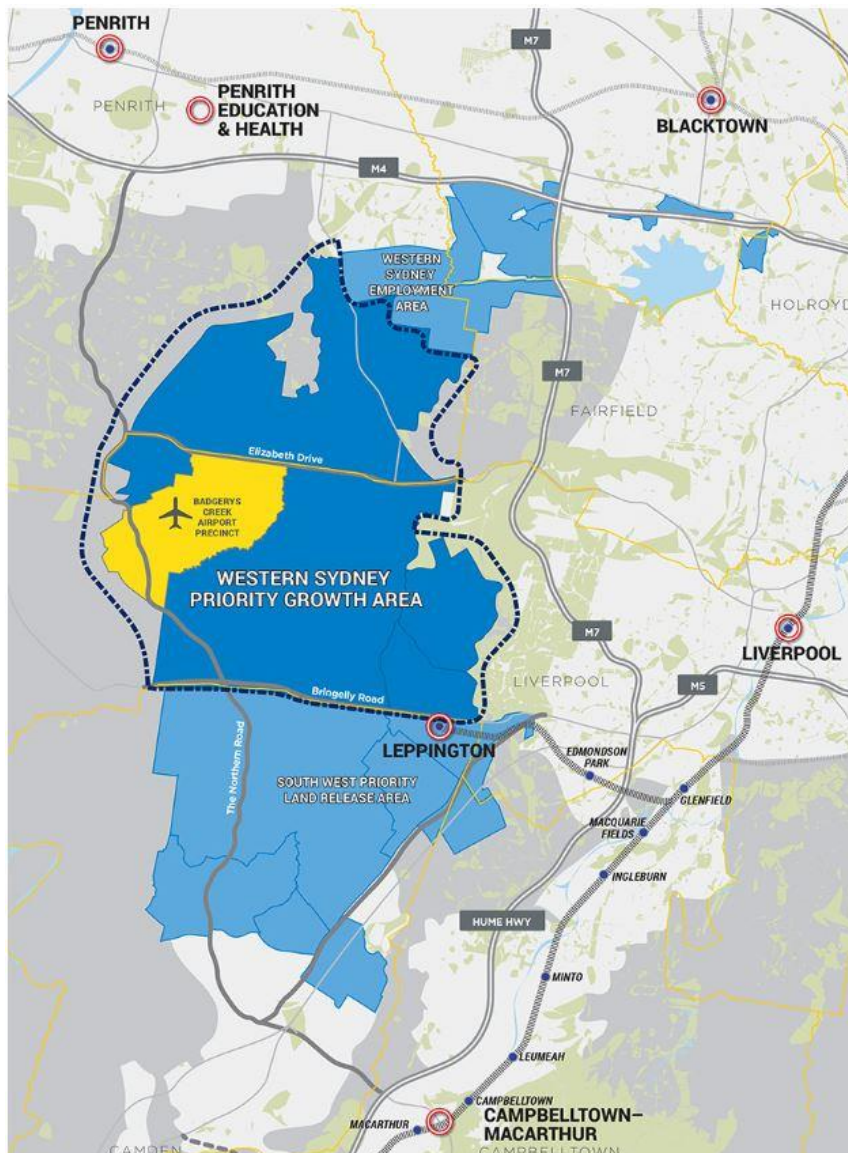 PENRITH
M7
PENRITH
PENRITH
EDUCATION
& HEALTH
BLACKTOWN
M4
WESTERN
SYDNEY
EMPLOYMENT
AREA
HOLROYD
M7
FAIRFIELD
Elizabeth Drive
BADGERYS
CREEK
AIRPORT
PRECINCT
WESTERN SYDNEY
PRIORITY GROWTH AREA
M7
LIVERPOOL
LIVERPOOL
M5
Bringelly Road
LEPPINGTON
EDMONDSON
PARK
The Northern Road
SOUTH WEST PRIORITY
LAND RELEASE AREA
GLENFIELD
MACQUARIE
FIELDS
INGLEBURN
HUME HWY
MINTO
LEUMEAH
CAMPBELLTOWN
MACARTHUR
CAMPBELLTOWN–
MACARTHUR
CAMDEN
CAMPBELLTOWN